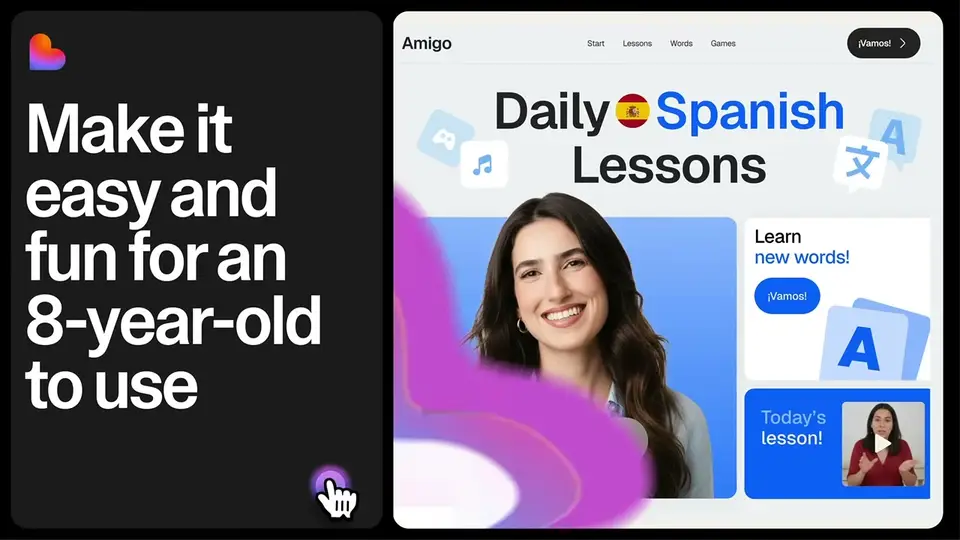 Make it
easy and
fun for an
8-year-old
to use
Amigo
Start
Lessons
Words
Games
¡Vamos!
Daily Spanish
Lessons
A
文
Learn
new words!
¡Vamos!
A
Today's
lesson!